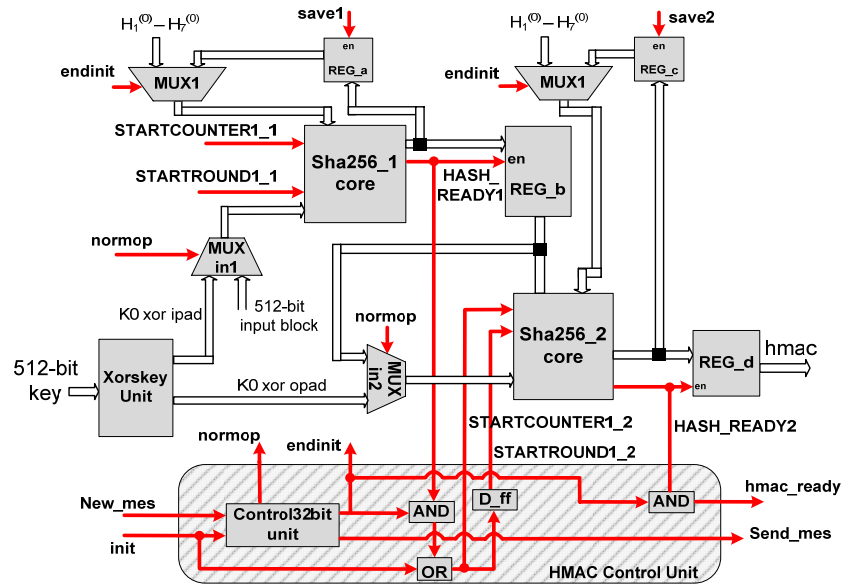 save1
save2
H₁⁽⁰⁾ – H₇⁽⁰⁾
H₁⁽⁰⁾ – H₇⁽⁰⁾
en
REG_a
en
REG_c
endinit
MUX1
endinit
MUX1
STARTCOUNTER1_1
Sha256_1
core
en
REG_b
HASH_
READY1
STARTROUND1_1
normop
MUX
in1
K0 xor ipad
512-bit
input block
normop
Sha256_2
core
512-bit
key
Xorskey
Unit
K0 xor opad
MUX
in2
REG_d
en
hmac
STARTCOUNTER1_2
HASH_READY2
STARTROUND1_2
normop
endinit
New_mes
init
Control32bit
unit
AND
D_ff
AND
hmac_ready
Send_mes
OR
HMAC Control Unit